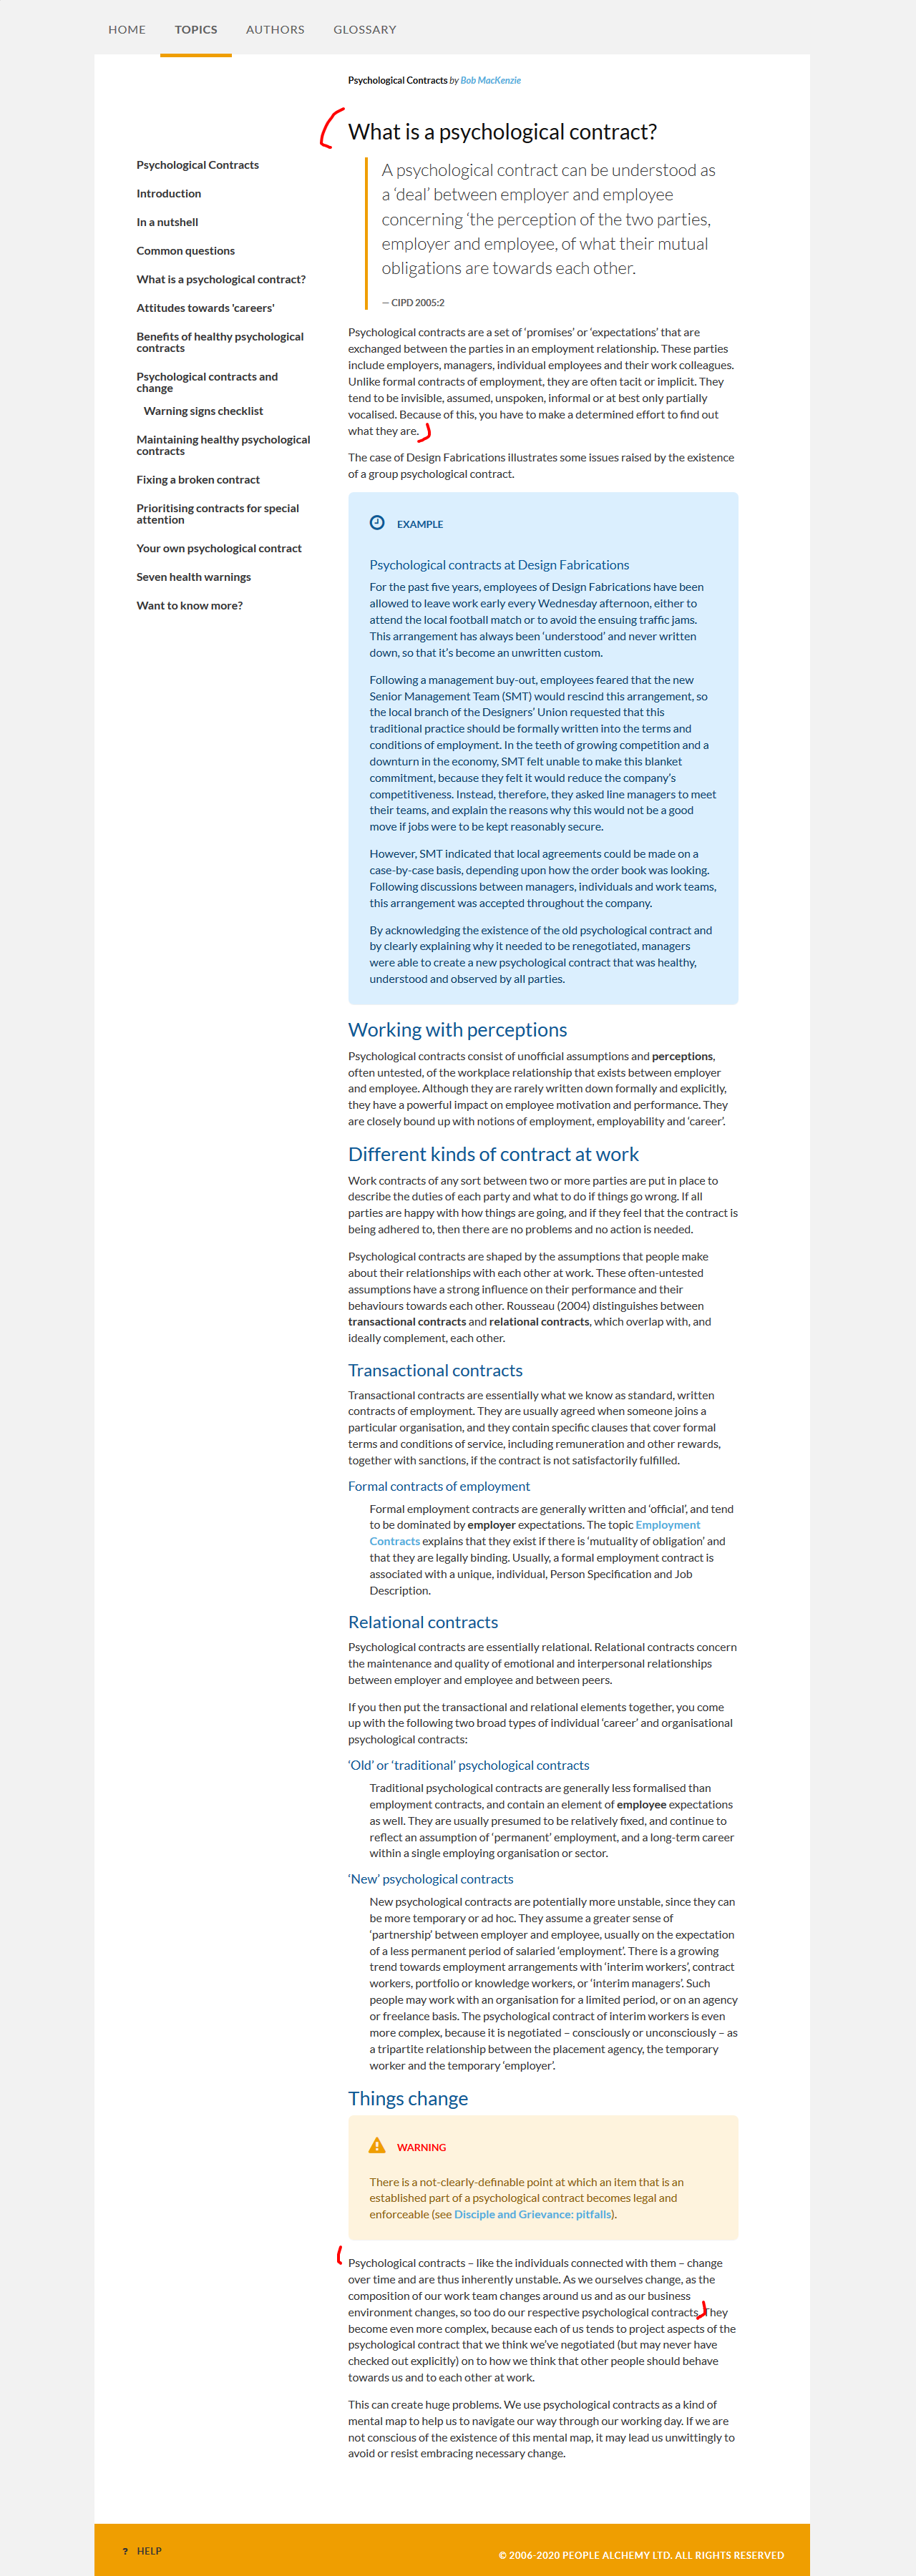 HOME TOPICS AUTHORS GLOSSARY
Psychological Contracts by Bob MacKenzie
Psychological Contracts
Introduction
In a nutshell
Common questions
What is a psychological contract?
Attitudes towards 'careers'
Benefits of healthy psychological
contracts
Psychological contracts and
change
Warning signs checklist
Maintaining healthy psychological
contracts
Fixing a broken contract
Prioritising contracts for special
attention
Your own psychological contract
Seven health warnings
Want to know more?
What is a psychological contract?
A psychological contract can be understood as
a ‘deal’ between employer and employee
concerning ‘the perception of the two parties,
employer and employee, of what their mutual
obligations are towards each other.
— CIPD 2005:2
Psychological contracts are a set of ‘promises’ or ‘expectations’ that are
exchanged between the parties in an employment relationship. These parties
include employers, managers, individual employees and their work colleagues.
Unlike formal contracts of employment, they are often tacit or implicit. They
tend to be invisible, assumed, unspoken, informal or at best only partially
vocalised. Because of this, you have to make a determined effort to find out
what they are.
The case of Design Fabrications illustrates some issues raised by the existence
of a group psychological contract.
EXAMPLE
Psychological contracts at Design Fabrications
For the past five years, employees of Design Fabrications have been
allowed to leave work early every Wednesday afternoon, either to
attend the local football match or to avoid the ensuing traffic jams.
This arrangement has always been ‘understood’ and never written
down, so that it’s become an unwritten custom.
Following a management buy-out, employees feared that the new
Senior Management Team (SMT) would rescind this arrangement, so
the local branch of the Designers’ Union requested that this
traditional practice should be formally written into the terms and
conditions of employment. In the teeth of growing competition and a
downturn in the economy, SMT felt unable to make this blanket
commitment, because they felt it would reduce the company’s
competitiveness. Instead, therefore, they asked line managers to meet
their teams, and explain the reasons why this would not be a good
move if jobs were to be kept reasonably secure.
However, SMT indicated that local agreements could be made on a
case-by-case basis, depending upon how the order book was looking.
Following discussions between managers, individuals and work teams,
this arrangement was accepted throughout the company.
By acknowledging the existence of the old psychological contract and
by clearly explaining why it needed to be renegotiated, managers
were able to create a new psychological contract that was healthy,
understood and observed by all parties.
Working with perceptions
Psychological contracts consist of unofficial assumptions and perceptions,
often untested, of the workplace relationship that exists between employer
and employee. Although they are rarely written down formally and explicitly,
they have a powerful impact on employee motivation and performance. They
are closely bound up with notions of employment, employability and ‘career’.
Different kinds of contract at work
Work contracts of any sort between two or more parties are put in place to
describe the duties of each party and what to do if things go wrong. If all
parties are happy with how things are going, and if they feel that the contract is
being adhered to, then there are no problems and no action is needed.
Psychological contracts are shaped by the assumptions that people make
about their relationships with each other at work. These often-untested
assumptions have a strong influence on their performance and their
behaviours towards each other. Rousseau (2004) distinguishes between
transactional contracts and relational contracts, which overlap with, and
ideally complement, each other.
Transactional contracts
Transactional contracts are essentially what we know as standard, written
contracts of employment. They are usually agreed when someone joins a
particular organisation, and they contain specific clauses that cover formal
terms and conditions of service, including remuneration and other rewards,
together with sanctions, if the contract is not satisfactorily fulfilled.
Formal contracts of employment
Formal employment contracts are generally written and ‘official’, and tend
to be dominated by employer expectations. The topic Employment
Contracts explains that they exist if there is ‘mutuality of obligation’ and
that they are legally binding. Usually, a formal employment contract is
associated with a unique, individual, Person Specification and Job
Description.
Relational contracts
Psychological contracts are essentially relational. Relational contracts concern
the maintenance and quality of emotional and interpersonal relationships
between employer and employee and between peers.
If you then put the transactional and relational elements together, you come
up with the following two broad types of individual ‘career’ and organisational
psychological contracts:
‘Old’ or ‘traditional’ psychological contracts
Traditional psychological contracts are generally less formalised than
employment contracts, and contain an element of employee expectations
as well. They are usually presumed to be relatively fixed, and continue to
reflect an assumption of ‘permanent’ employment, and a long-term career
within a single employing organisation or sector.
‘New’ psychological contracts
New psychological contracts are potentially more unstable, since they can
be more temporary or ad hoc. They assume a greater sense of
‘partnership’ between employer and employee, usually on the expectation
of a less permanent period of salaried ‘employment’. There is a growing
trend towards employment arrangements with ‘interim workers’, contract
workers, portfolio or knowledge workers, or ‘interim managers’. Such
people may work with an organisation for a limited period, or on an agency
or freelance basis. The psychological contract of interim workers is even
more complex, because it is negotiated – consciously or unconsciously – as
a tripartite relationship between the placement agency, the temporary
worker and the temporary ‘employer’.
Things change
WARNING
There is a not-clearly-definable point at which an item that is an
established part of a psychological contract becomes legal and
enforceable (see Disciple and Grievance: pitfalls).
Psychological contracts – like the individuals connected with them – change
over time and are thus inherently unstable. As we ourselves change, as the
composition of our work team changes around us and as our business
environment changes, so too do our respective psychological contracts. They
become even more complex, because each of us tends to project aspects of the
psychological contract that we think we’ve negotiated (but may never have
checked out explicitly) on to how we think that other people should behave
towards us and to each other at work.
This can create huge problems. We use psychological contracts as a kind of
mental map to help us to navigate our way through our working day. If we are
not conscious of the existence of this mental map, it may lead us unwittingly to
avoid or resist embracing necessary change.
? HELP
© 2006-2020 PEOPLE ALCHEMY LTD. ALL RIGHTS RESERVED